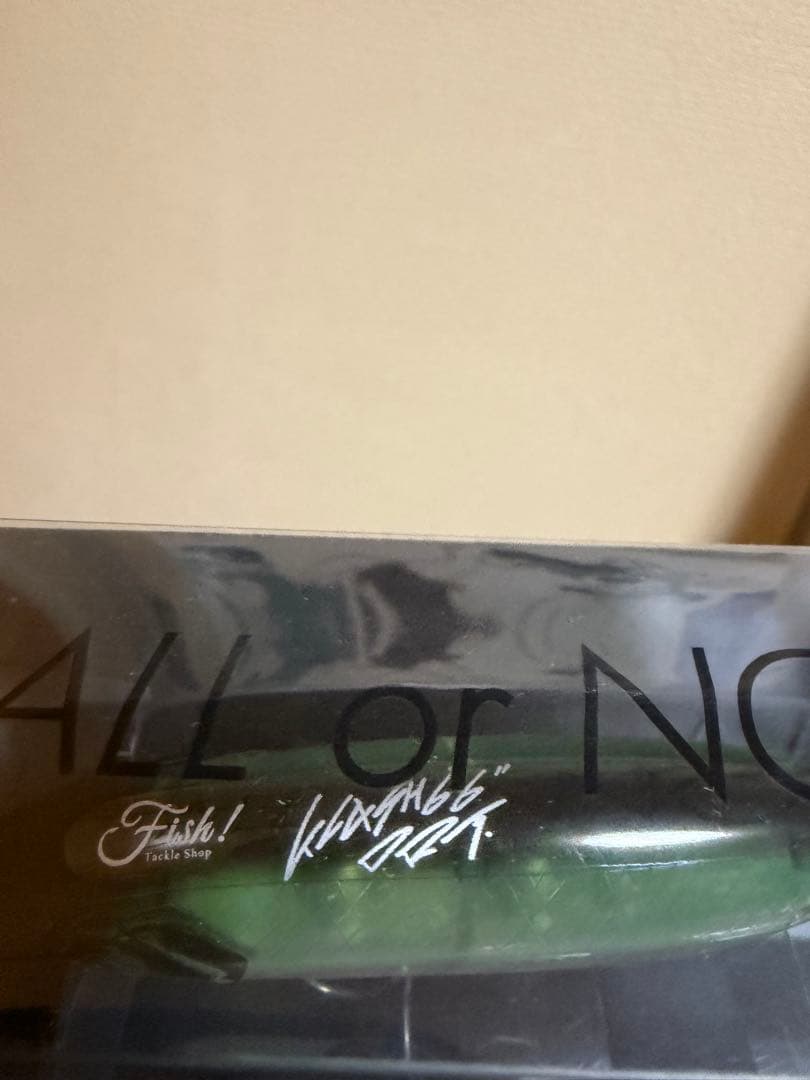 ALL or NO
Fish!
Tackle Shop